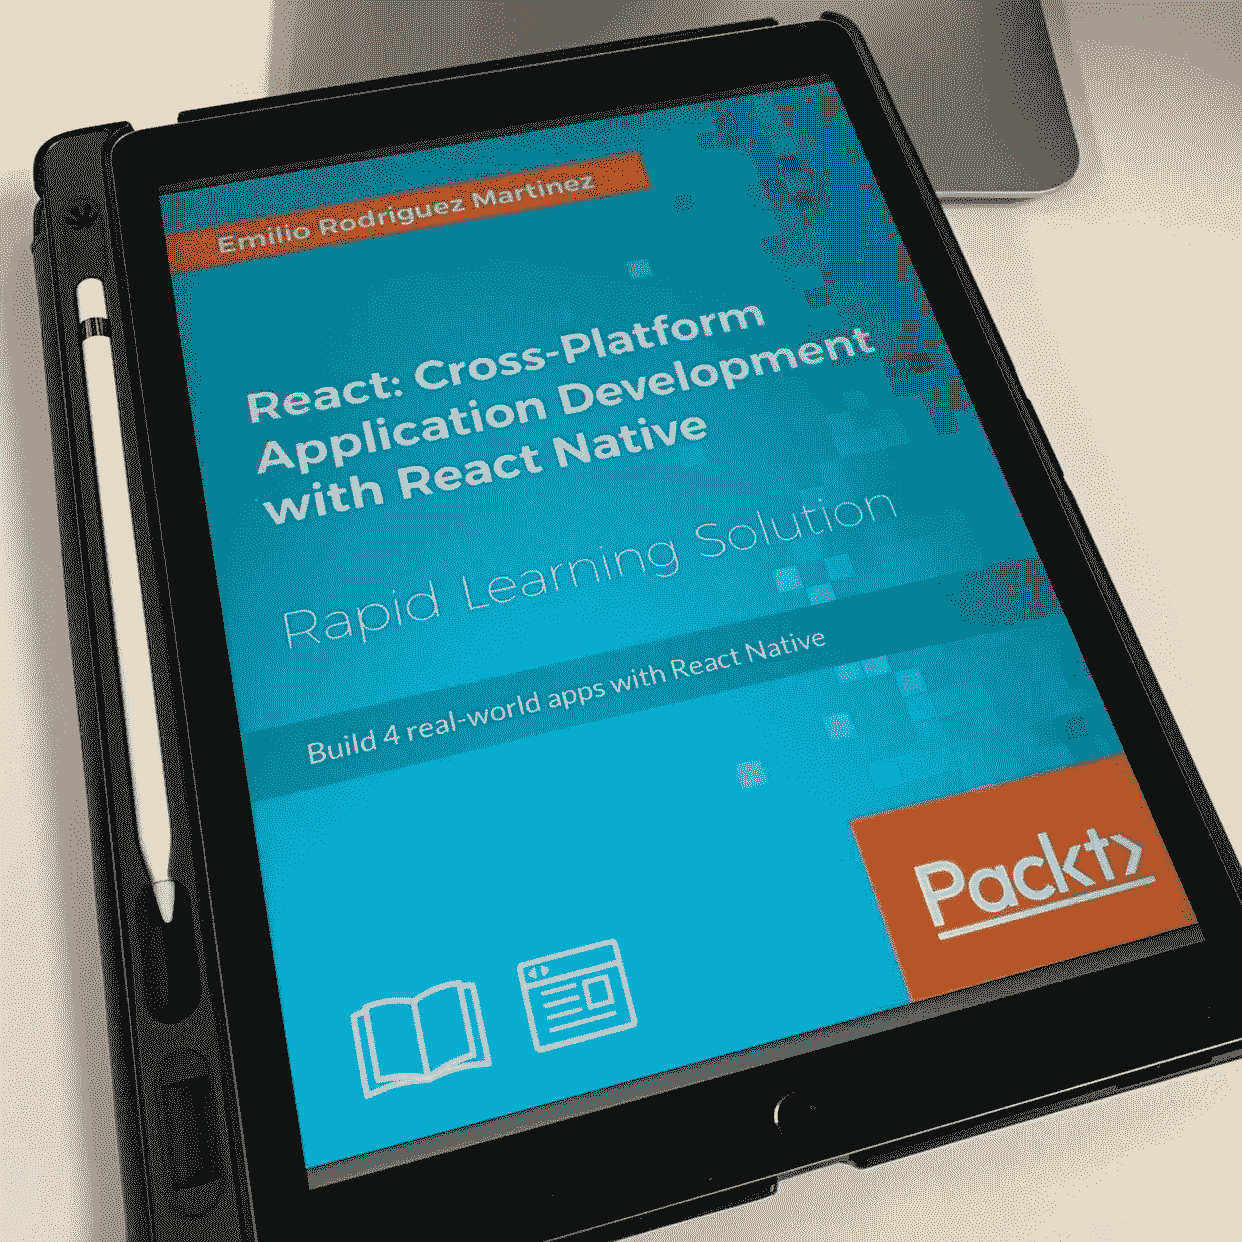 Emilio Rodriguez Martinez
React: Cross-Platform
Application Development
with React Native
Rapid Learning Solution
Build 4 real-world apps with React Native
Packt>